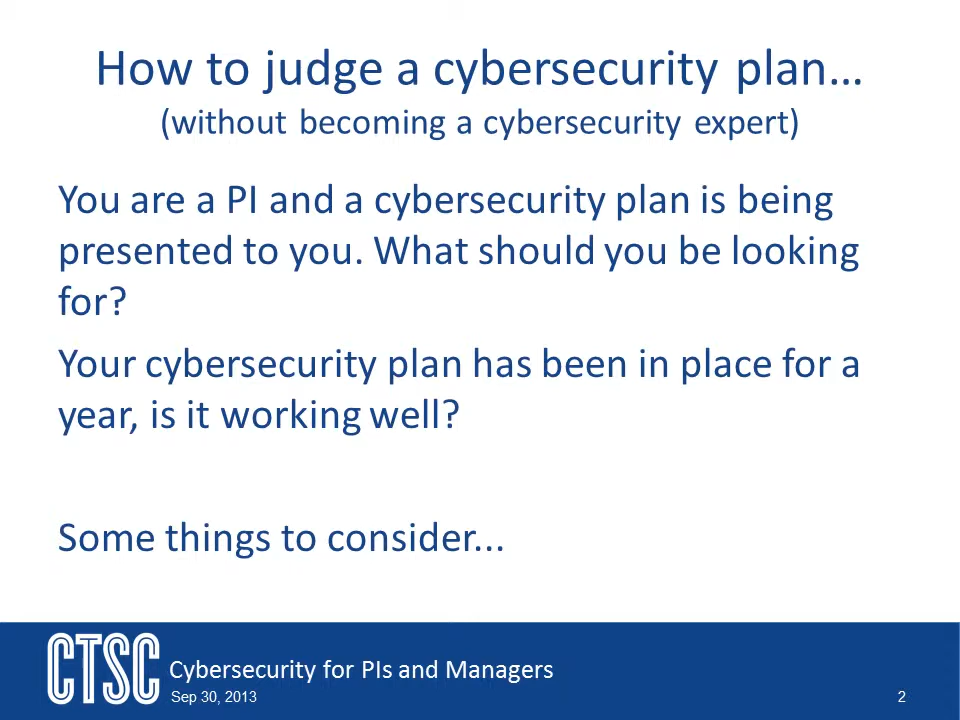 How to judge a cybersecurity plan…
(without becoming a cybersecurity expert)
You are a PI and a cybersecurity plan is being
presented to you. What should you be looking
for?
Your cybersecurity plan has been in place for a
year, is it working well?
Some things to consider...
CTSC
Cybersecurity for PIs and Managers
Sep 30, 2013
2